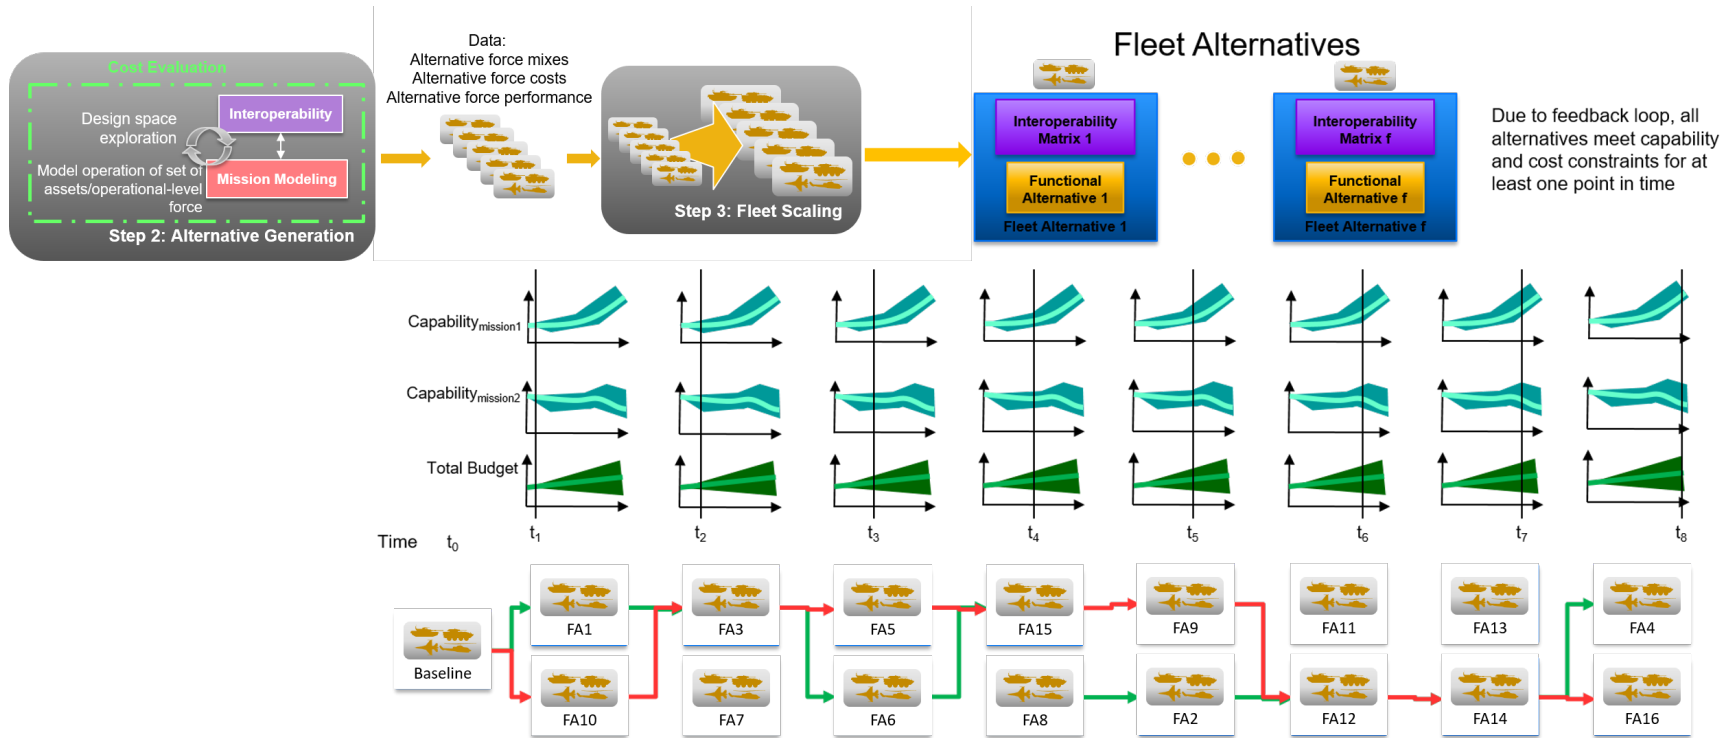 Cost Evaluation
Interoperability
Design space
exploration
Model operation of set of
assets/operational-level
force
Mission Modeling
Step 2: Alternative Generation
Data:
Alternative force mixes
Alternative force costs
Alternative force performance
Step 3: Fleet Scaling
Fleet Alternatives
Interoperability
Matrix 1
Functional
Alternative 1
Fleet Alternative 1
Interoperability
Matrix f
Functional
Alternative f
Fleet Alternative f
Due to feedback loop, all
alternatives meet capability
and cost constraints for at
least one point in time
Capabilitymission1
Capabilitymission2
Total Budget
Time t0 t1 t2 t3 t4 t5 t6 t7 t8
Baseline
FA1 FA3 FA5 FA15 FA9 FA11 FA13 FA4
FA10 FA7 FA6 FA8 FA2 FA12 FA14 FA16